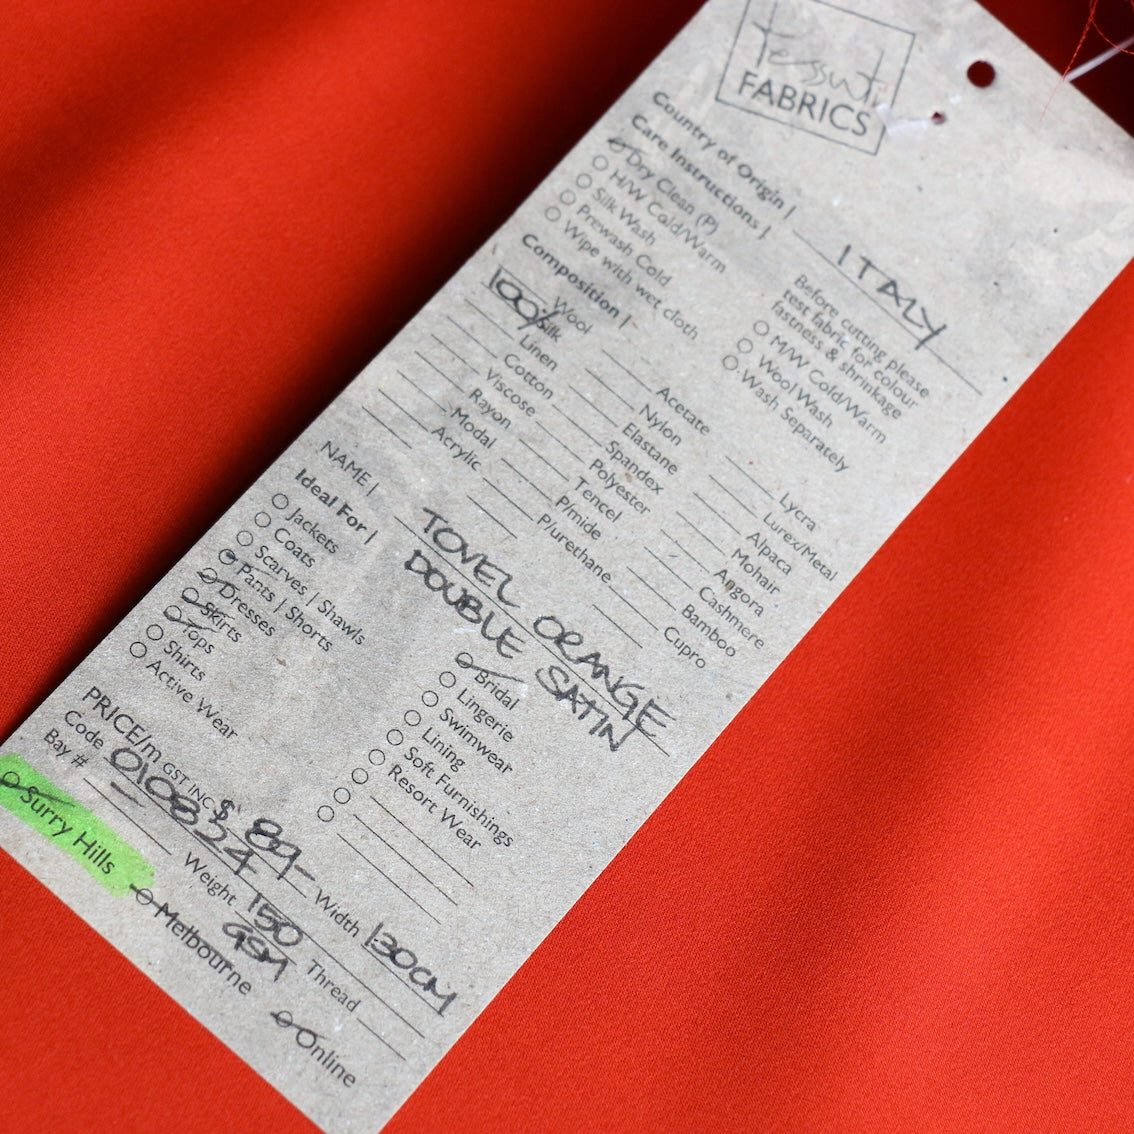 Tessuti
FABRICS
Country of Origin | ITALY
Care Instructions |
Dry Clean (P)
H/W Cold/Warm
Silk Wash
Prewash Cold
Wipe with wet cloth
Before cutting please
test fabric for colour
fastness & shrinkage
M/W Cold/Warm
Wool Wash
Wash Separately
Composition |
Wool
100% Silk
Linen
Cotton
Viscose
Rayon
Modal
Acrylic
Acetate
Nylon
Elastane
Spandex
Polyester
Tencel
P/mide
P/urethane
Lycra
Lurex/Metal
Alpaca
Mohair
Angora
Cashmere
Bamboo
Cupro
NAME | TOVEL ORANGE
DOUBLE SATIN
Ideal For |
Jackets
Coats
Scarves | Shawls
Pants | Shorts
Dresses
Skirts
Tops
Shirts
Active Wear
Bridal
Lingerie
Swimwear
Lining
Soft Furnishings
Resort Wear
PRICE/m GST INC $ 89- Width 130CM
Code 0108324 Weight 150 GSM Thread
Bay #
Surry Hills
Melbourne
Online